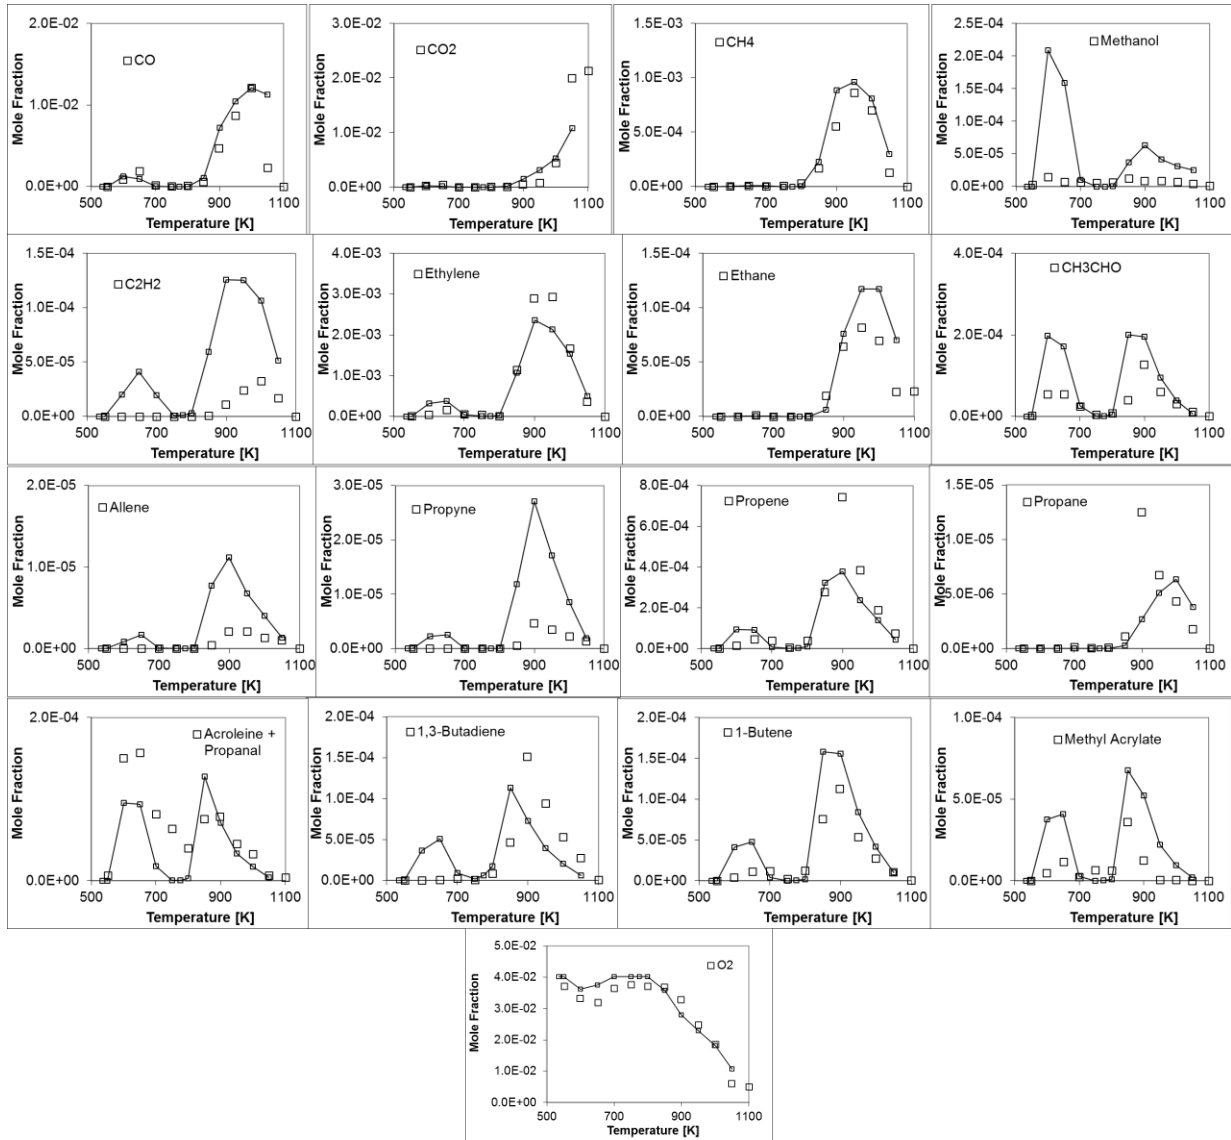 2.0E-02
1.0E-02
0.0E+00
500 700 900 1100
Mole Fraction
Temperature [K]
CO
3.0E-02
2.0E-02
1.0E-02
0.0E+00
500 700 900 1100
Mole Fraction
Temperature [K]
CO2
1.5E-03
1.0E-03
5.0E-04
0.0E+00
500 700 900 1100
Mole Fraction
Temperature [K]
CH4
2.5E-04
2.0E-04
1.5E-04
1.0E-04
5.0E-05
0.0E+00
500 700 900 1100
Mole Fraction
Temperature [K]
Methanol
1.5E-04
1.0E-04
5.0E-05
0.0E+00
500 700 900 1100
Mole Fraction
Temperature [K]
C2H2
4.0E-03
3.0E-03
2.0E-03
1.0E-03
0.0E+00
500 700 900 1100
Mole Fraction
Temperature [K]
Ethylene
1.5E-04
1.0E-04
5.0E-05
0.0E+00
500 700 900 1100
Mole Fraction
Temperature [K]
Ethane
4.0E-04
2.0E-04
0.0E+00
500 700 900 1100
Mole Fraction
Temperature [K]
CH3CHO
2.0E-05
1.0E-05
0.0E+00
500 700 900 1100
Mole Fraction
Temperature [K]
Allene
3.0E-05
2.0E-05
1.0E-05
0.0E+00
500 700 900 1100
Mole Fraction
Temperature [K]
Propyne
8.0E-04
6.0E-04
4.0E-04
2.0E-04
0.0E+00
500 700 900 1100
Mole Fraction
Temperature [K]
Propene
1.5E-05
1.0E-05
5.0E-06
0.0E+00
500 700 900 1100
Mole Fraction
Temperature [K]
Propane
2.0E-04
0.0E+00
500 700 900 1100
Mole Fraction
Temperature [K]
Acroleine +
Propanal
2.0E-04
1.5E-04
1.0E-04
5.0E-05
0.0E+00
500 700 900 1100
Mole Fraction
Temperature [K]
1,3-Butadiene
2.0E-04
1.5E-04
1.0E-04
5.0E-05
0.0E+00
500 700 900 1100
Mole Fraction
Temperature [K]
1-Butene
1.0E-04
5.0E-05
0.0E+00
500 700 900 1100
Mole Fraction
Temperature [K]
Methyl Acrylate
5.0E-02
4.0E-02
3.0E-02
2.0E-02
1.0E-02
0.0E+00
500 700 900 1100
Mole Fraction
Temperature [K]
O2